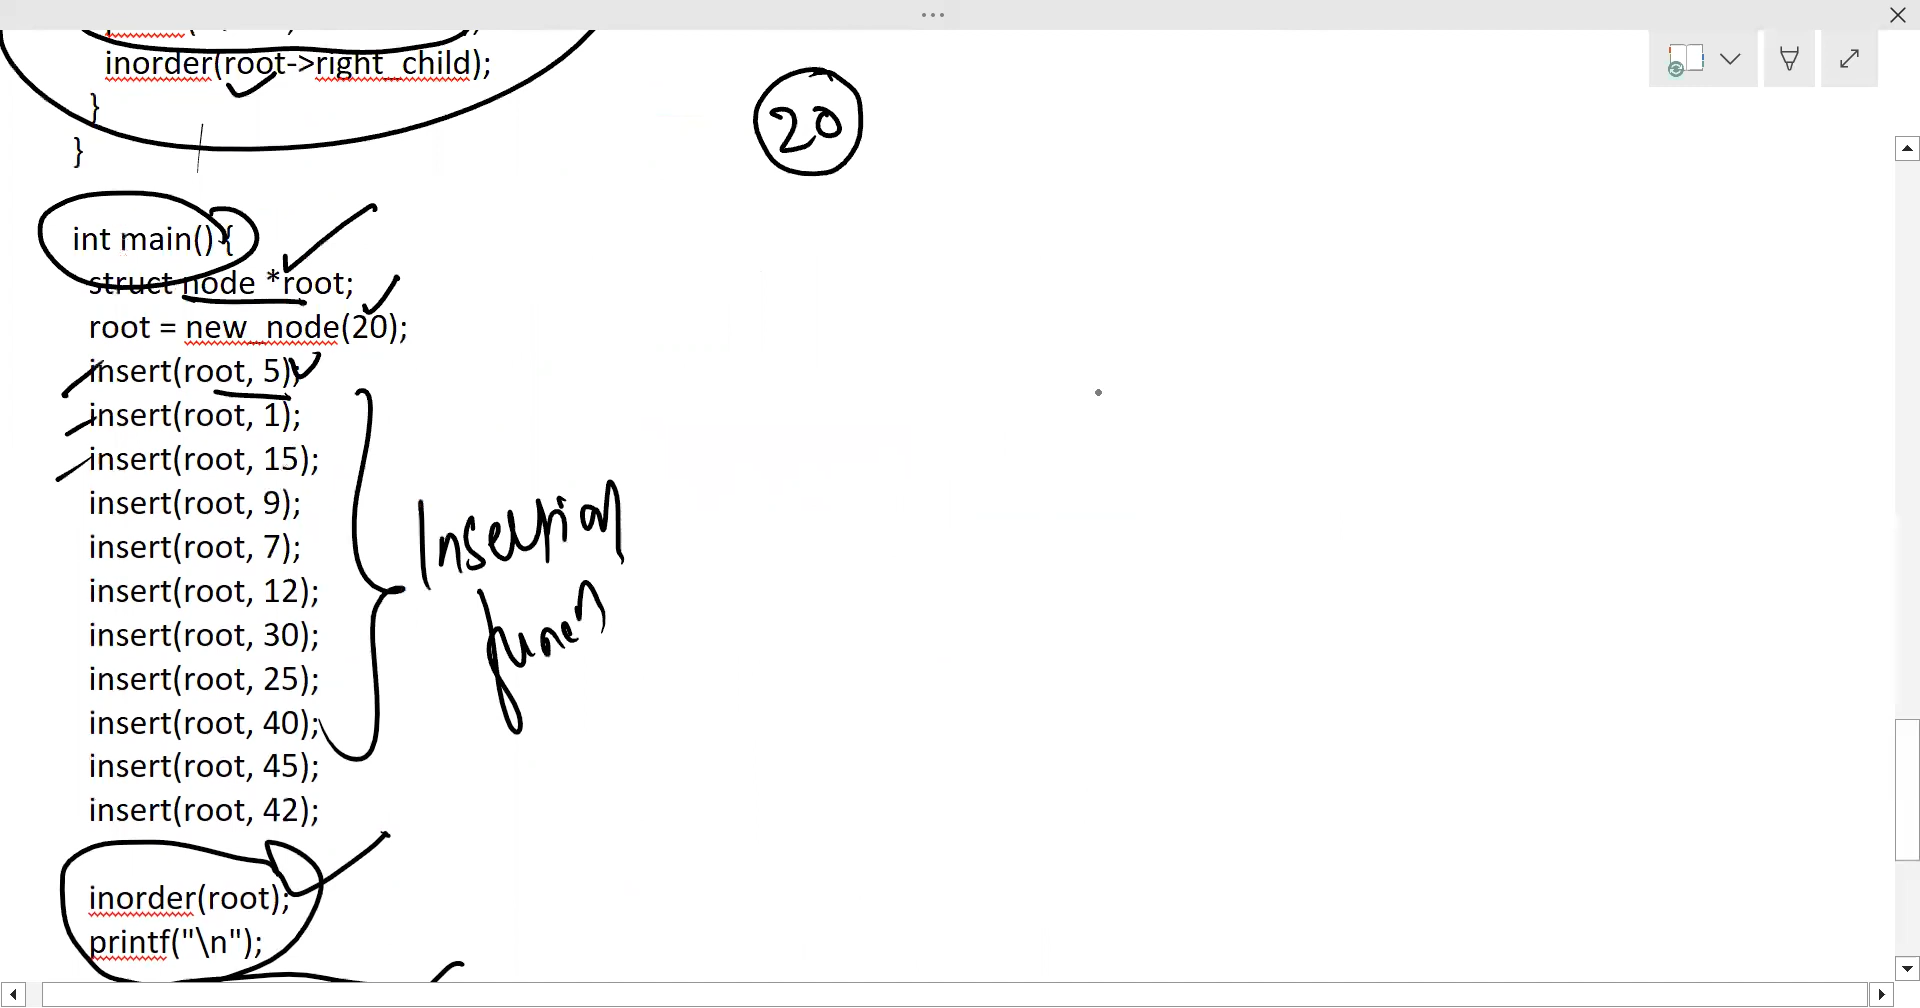 inorder(root->right_child);
}
}
20
int main() {
struct node *root;
root = new_node(20);
insert(root, 5);
insert(root, 1);
insert(root, 15);
insert(root, 9);
insert(root, 7);
insert(root, 12);
insert(root, 30);
insert(root, 25);
insert(root, 40);
insert(root, 45);
insert(root, 42);
Insertion
inorder(root);
printf("\n");